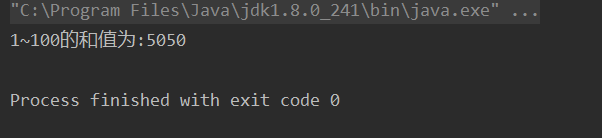 "C:\Program Files\Java\jdk1.8.0_241\bin\java.exe" ...
1~100的和值为:5050
Process finished with exit code 0